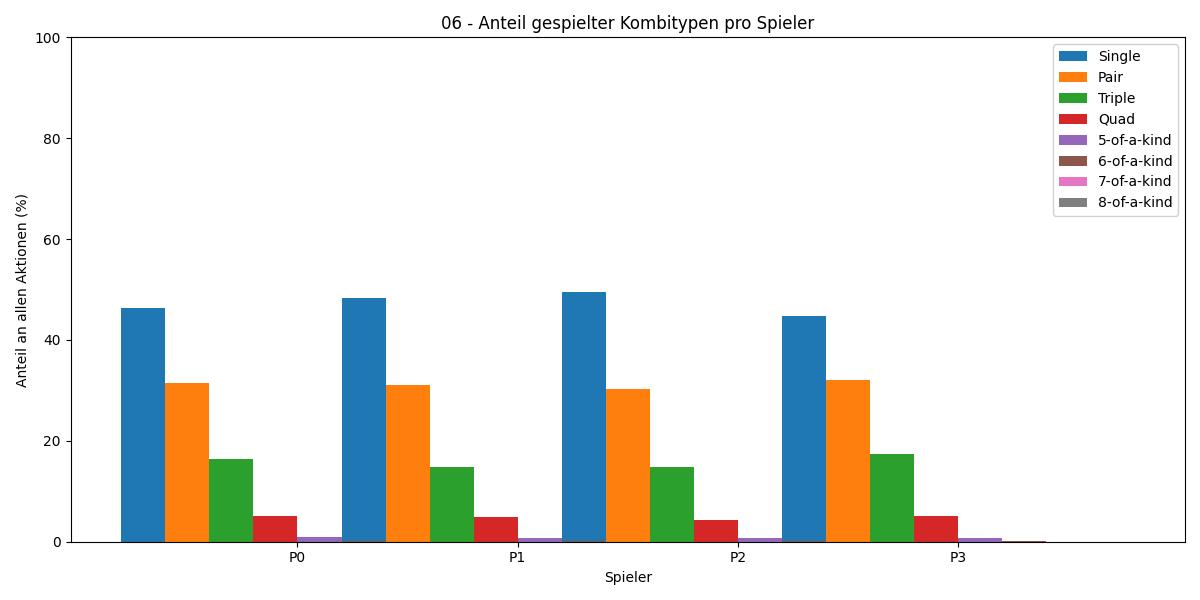 06 - Anteil gespielter Kombitypen pro Spieler
Anteil an allen Aktionen (%)
100
80
60
40
20
0
Single
Pair
Triple
Quad
5-of-a-kind
6-of-a-kind
7-of-a-kind
8-of-a-kind
P0
P1
P2
P3
Spieler